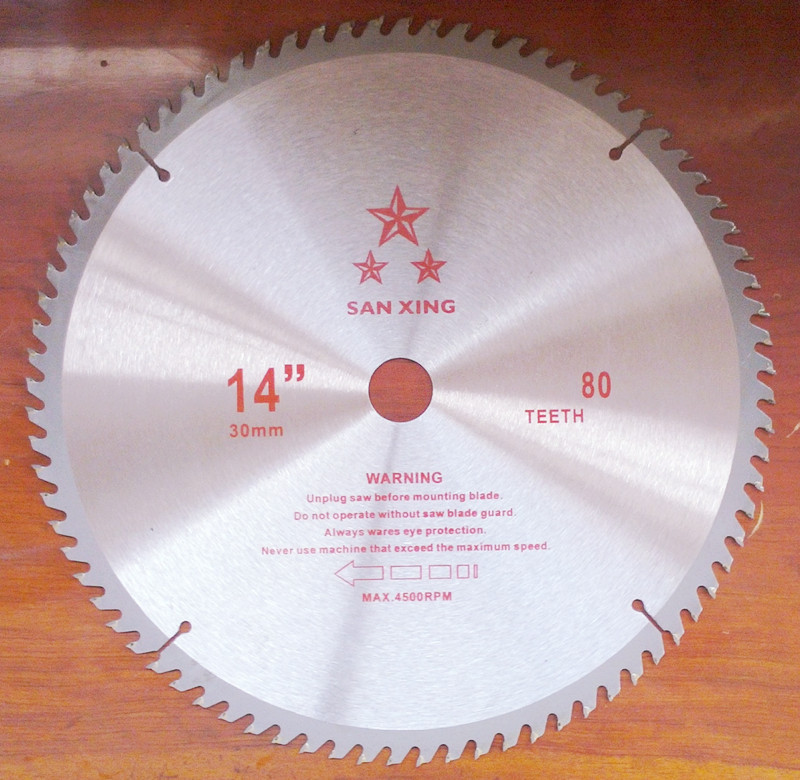 SAN XING
14”
30mm
80
TEETH
WARNING
Unplug saw before mounting blade.
Do not operate without saw blade guard.
Always wares eye protection.
Never use machine that exceed the maximum speed.
MAX.4500RPM